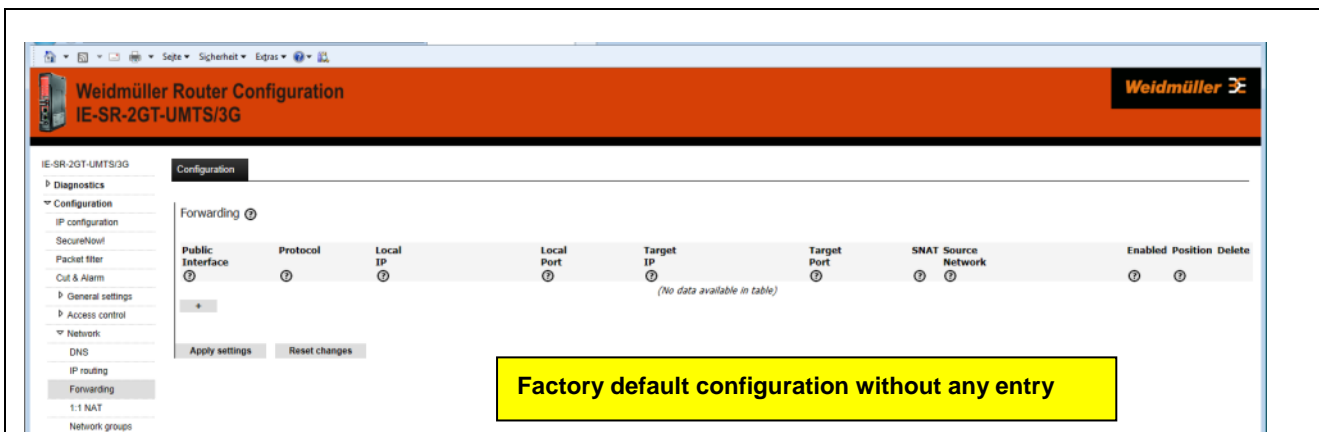 Seite Sicherheit Extras
Weidmüller Router Configuration
IE-SR-2GT-UMTS/3G
Weidmüller
IE-SR-2GT-UMTS/3G
Diagnostics
Configuration
IP configuration
SecureNow!
Packet filter
Cut & Alarm
General settings
Access control
Network
DNS
IP routing
Forwarding
1:1 NAT
Network groups
Configuration
Forwarding ?
Public Interface Protocol Local IP Local Port Target IP Target Port SNAT Source Network Enabled Position Delete
? ? ? ? ? ? ? ? ? ?
(No data available in table)
+
Apply settings Reset changes
Factory default configuration without any entry